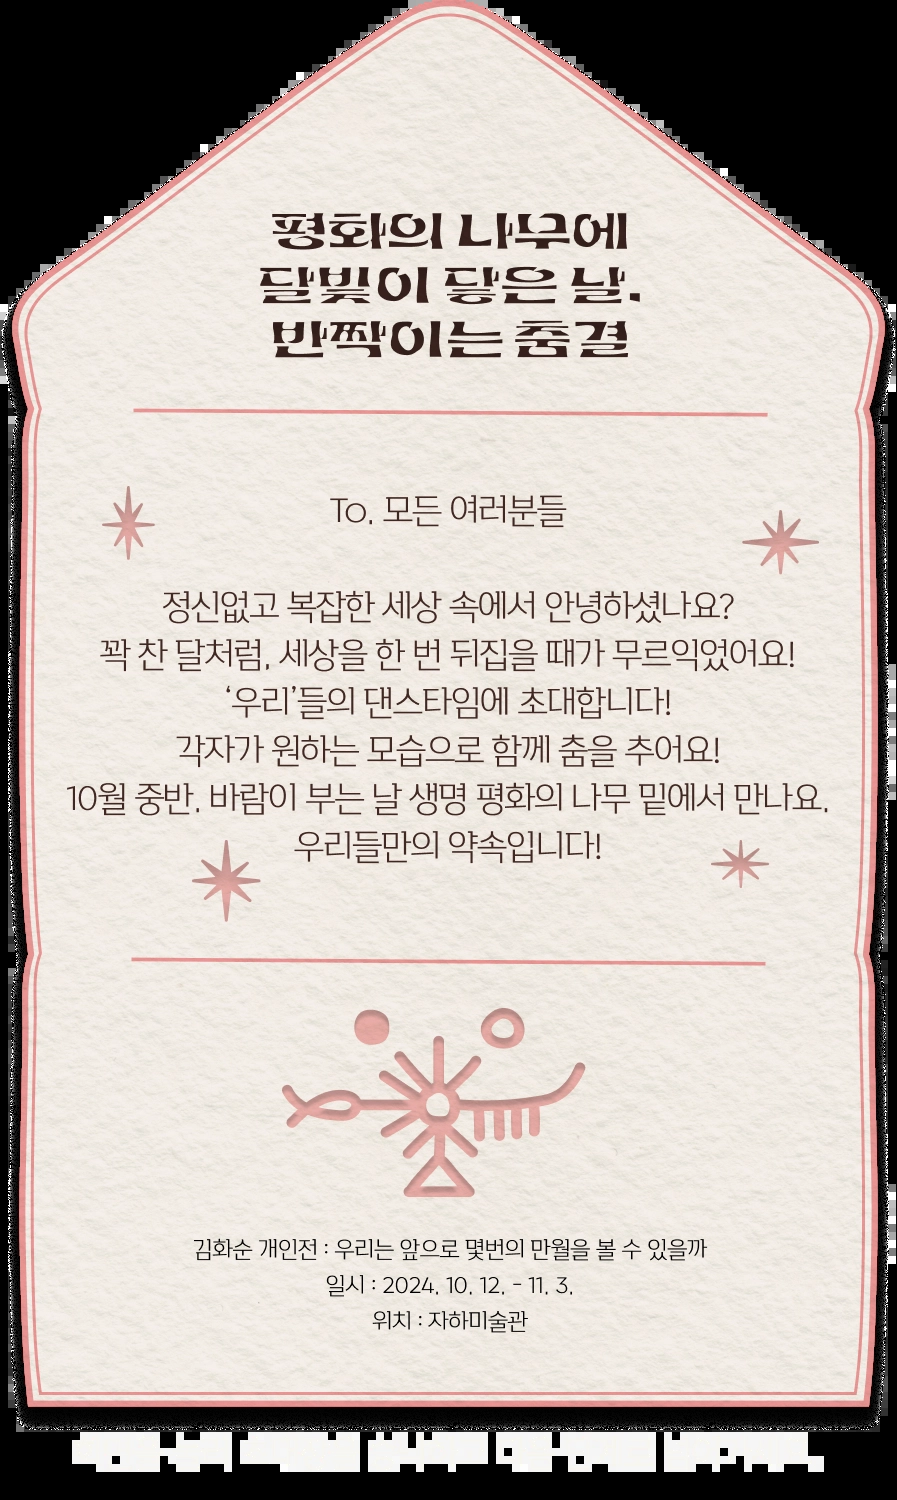 평화의 나무에
달빛이 닿은 날,
반짝이는 춤결
To. 모든 여러분들
정신없고 복잡한 세상 속에서 안녕하셨나요?
꽉 찬 달처럼, 세상을 한 번 뒤집을 때가 무르익었어요!
‘우리’들의 댄스타임에 초대합니다!
각자가 원하는 모습으로 함께 춤을 추어요!
10월 중반, 바람이 부는 날 생명 평화의 나무 밑에서 만나요.
우리들만의 약속입니다!
김화순 개인전 : 우리는 앞으로 몇번의 만월을 볼 수 있을까
일시 : 2024. 10. 12. - 11. 3.
위치 : 자하미술관